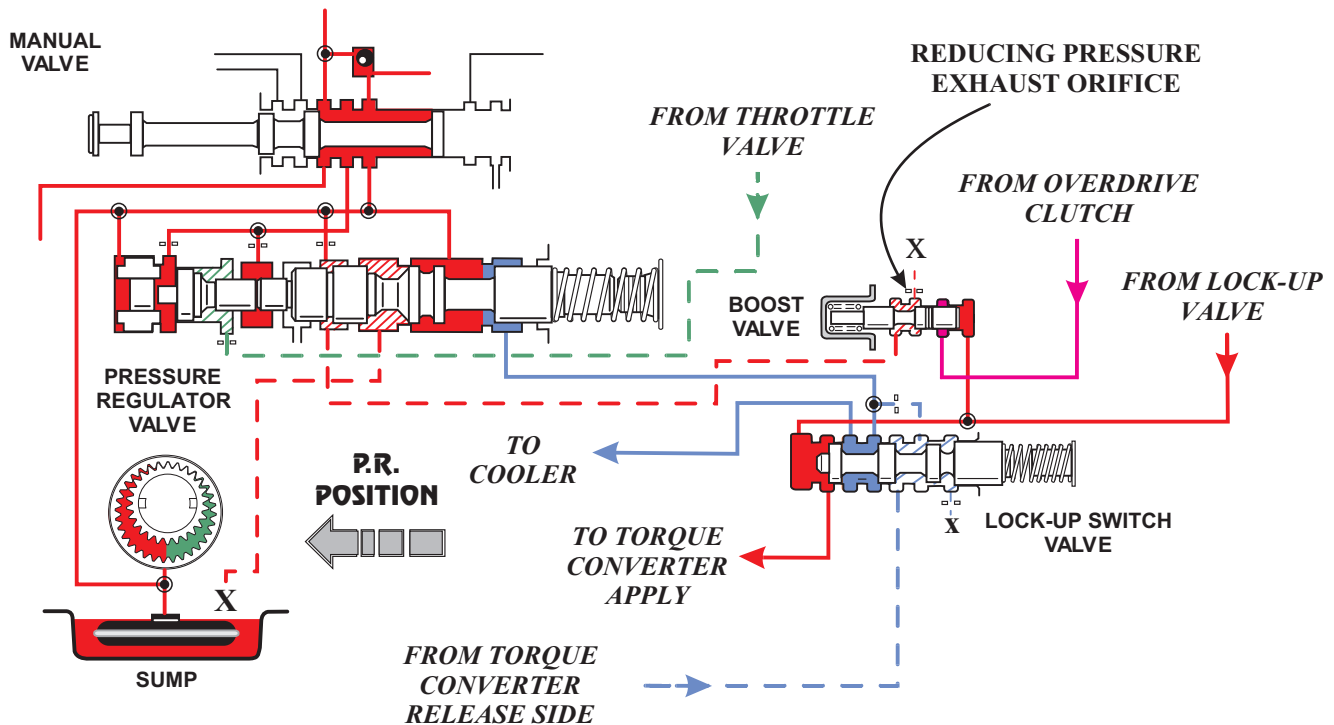 MANUAL
VALVE
REDUCING PRESSURE
EXHAUST ORIFICE
FROM THROTTLE
VALVE
FROM OVERDRIVE
CLUTCH
X
FROM LOCK-UP
VALVE
BOOST
VALVE
PRESSURE
REGULATOR
VALVE
TO
COOLER
P.R.
POSITION
X
LOCK-UP SWITCH
VALVE
TO TORQUE
CONVERTER
APPLY
X
SUMP
FROM TORQUE
CONVERTER
RELEASE SIDE